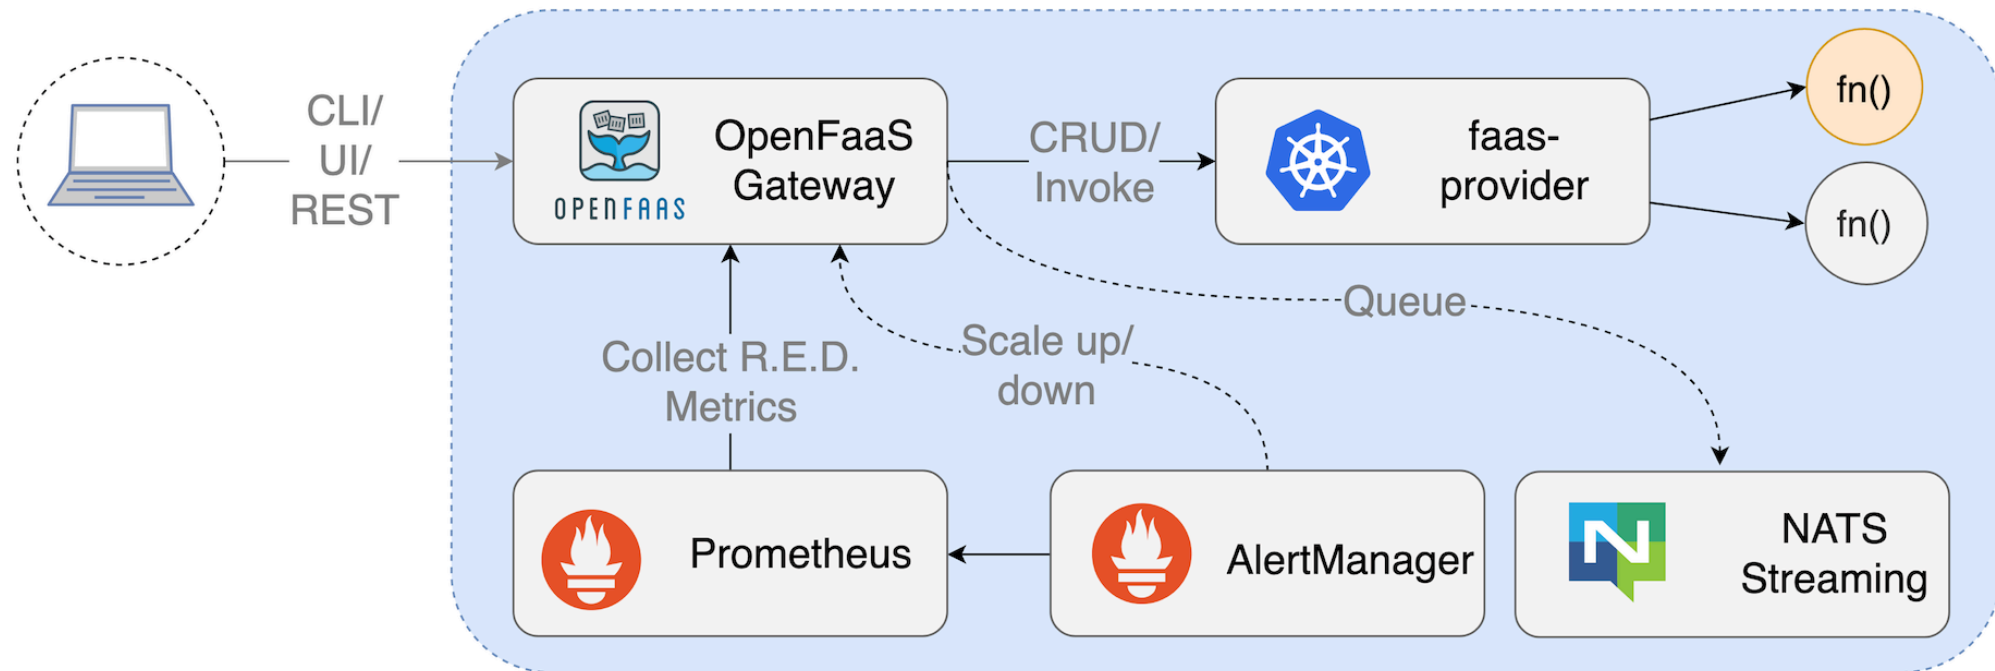 CLI/
UI/
REST
OPENFAAS
OpenFaaS
Gateway
CRUD/
Invoke
faas-
provider
fn()
fn()
Queue
Scale up/
down
Collect R.E.D.
Metrics
Prometheus
AlertManager
N
NATS
Streaming